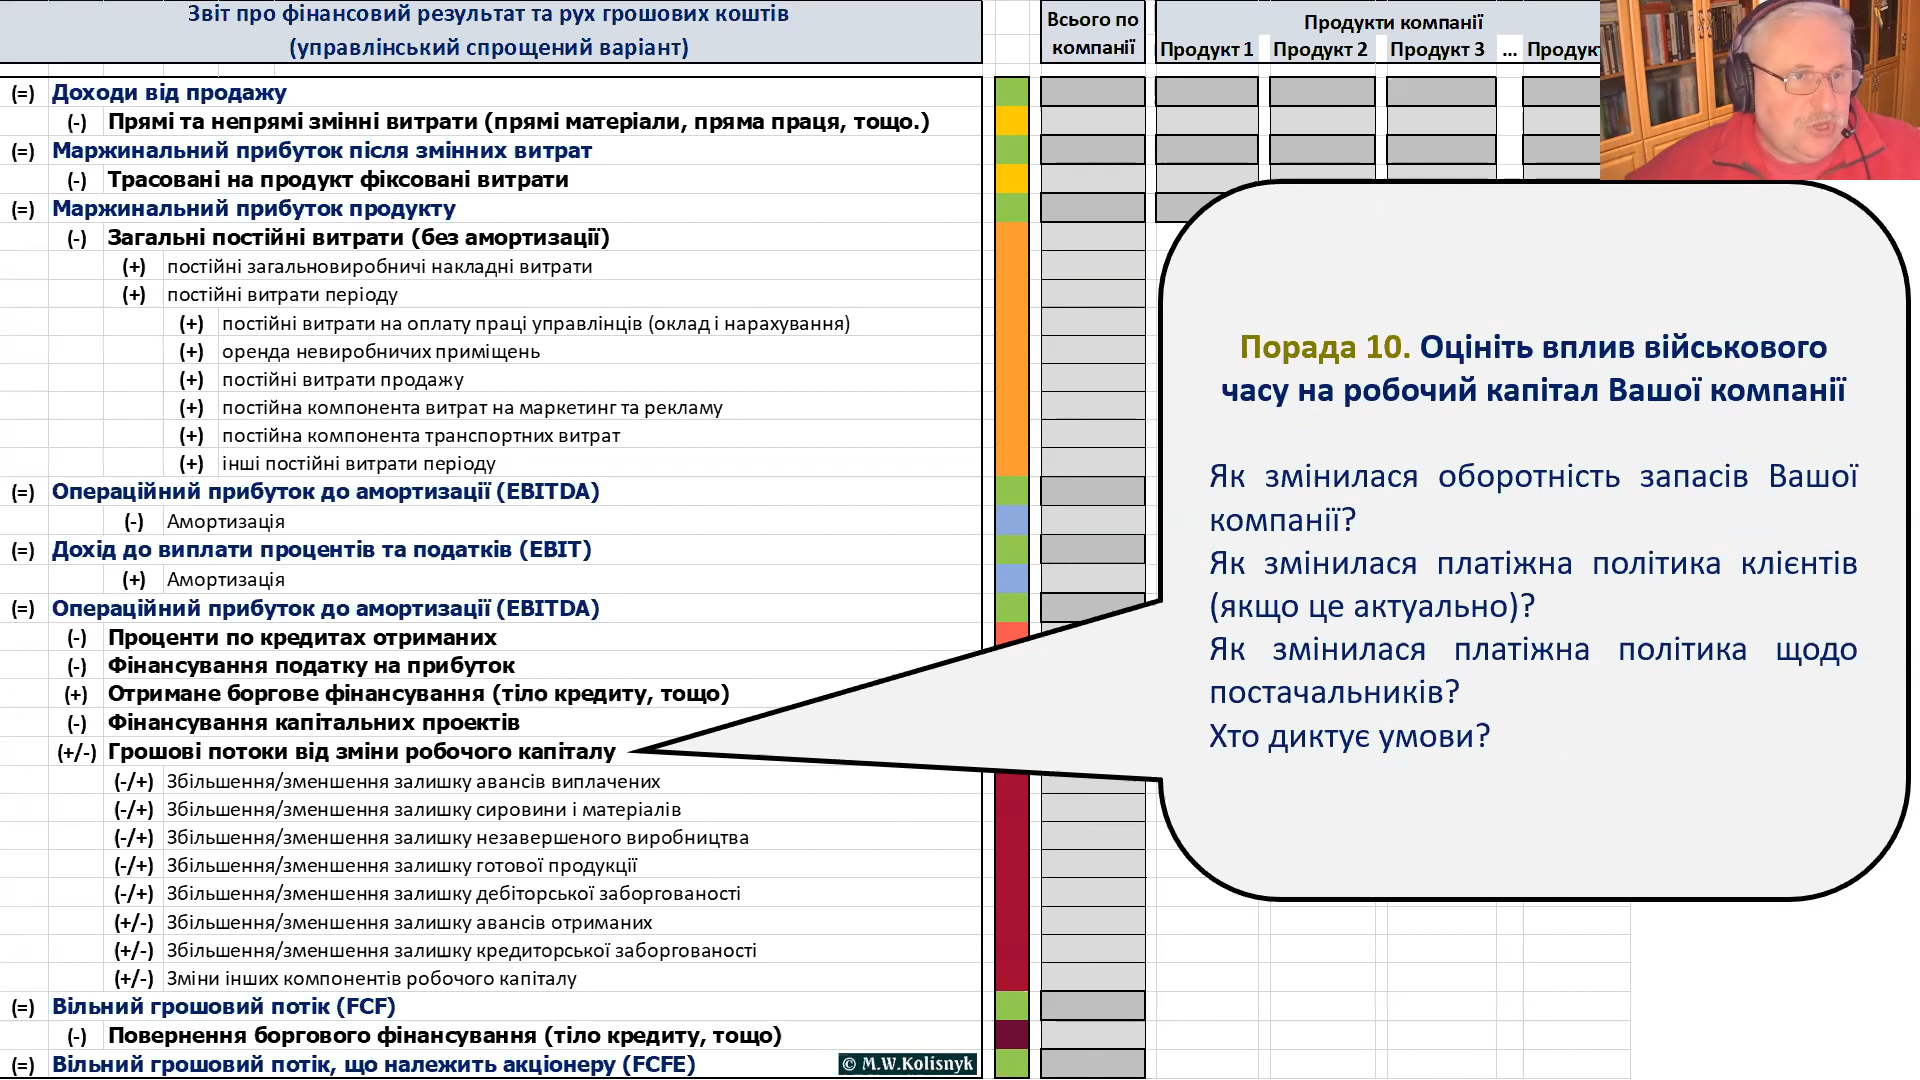 Звіт про фінансовий результат та рух грошових коштів
(управлінський спрощений варіант)
Всього по
компанії
Продукти компанії
Продукт 1 Продукт 2 Продукт 3 ...
(=) Доходи від продажу
(-) Прямі та непрямі змінні витрати (прямі матеріали, пряма праця, тощо.)
(=) Маржинальний прибуток після змінних витрат
(-) Трасовані на продукт фіксовані витрати
(=) Маржинальний прибуток продукту
(-) Загальні постійні витрати (без амортизації)
(+) постійні загальновиробничі накладні витрати
(+) постійні витрати періоду
(+) постійні витрати на оплату праці управлінців (оклад і нарахування)
(+) оренда невиробничих приміщень
(+) постійні витрати продажу
(+) постійна компонента витрат на маркетинг та рекламу
(+) постійна компонента транспортних витрат
(+) інші постійні витрати періоду
(=) Операційний прибуток до амортизації (EBITDA)
(-) Амортизація
(=) Дохід до виплати процентів та податків (EBIT)
(+) Амортизація
(=) Операційний прибуток до амортизації (EBITDA)
(-) Проценти по кредитах отриманих
(-) Фінансування податку на прибуток
(+) Отримане боргове фінансування (тіло кредиту, тощо)
(-) Фінансування капітальних проектів
(+/-) Грошові потоки від зміни робочого капіталу
(-/+) Збільшення/зменшення залишку авансів виплачених
(-/+) Збільшення/зменшення залишку сировини і матеріалів
(-/+) Збільшення/зменшення залишку незавершеного виробництва
(-/+) Збільшення/зменшення залишку готової продукції
(-/+) Збільшення/зменшення залишку дебіторської заборгованості
(+/-) Збільшення/зменшення залишку авансів отриманих
(+/-) Збільшення/зменшення залишку кредиторської заборгованості
(+/-) Зміни інших компонентів робочого капіталу
(=) Вільний грошовий потік (FCF)
(-) Повернення боргового фінансування (тіло кредиту, тощо)
(=) Вільний грошовий потік, що належить акціонеру (FCFE)
© M.W.Kolisnyk
Порада 10. Оцініть вплив військового
часу на робочий капітал Вашої компанії
Як змінилася оборотність запасів Вашої
компанії?
Як змінилася платіжна політика клієнтів
(якщо це актуально)?
Як змінилася платіжна політика щодо
постачальників?
Хто диктує умови?